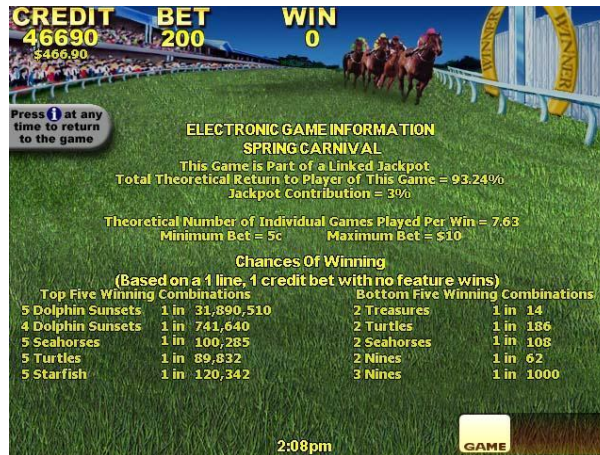 CREDIT BET WIN
46690 200 0
$466.90
WINNER
WINNER
Press i at any
time to return
to the game
ELECTRONIC GAME INFORMATION
SPRING CARNIVAL
This Game is Part of a Linked Jackpot
Total Theoretical Return to Player of This Game = 93.24%
Jackpot Contribution = 3%
Theoretical Number of Individual Games Played Per Win = 7.63
Minimum Bet = 5c Maximum Bet = $10
Chances Of Winning
(Based on a 1 line, 1 credit bet with no feature wins)
Top Five Winning Combinations Bottom Five Winning Combinations
5 Dolphin Sunsets 1 in 31,890,510 2 Treasures 1 in 14
4 Dolphin Sunsets 1 in 741,640 2 Turtles 1 in 186
5 Seahorses 1 in 100,285 2 Seahorses 1 in 108
5 Turtles 1 in 89,832 2 Nines 1 in 62
5 Starfish 1 in 120,342 3 Nines 1 in 1000
2:08pm
GAME